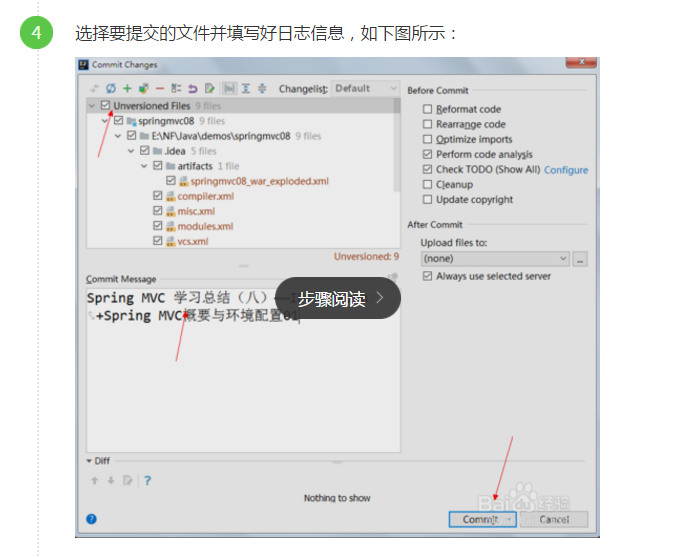 4 选择要提交的文件并填写好日志信息，如下图所示：
Commit Changes
Changelist: Default
Before Commit
Unversioned Files 9 files
Reformat code
springmvc08 9 files
Rearrange code
E:\NF\Java\demos\springmvc08 9 files
Optimize imports
.idea 5 files
Perform code analysis
artifacts 1 file
Check TODO (Show All) Configure
springmvc08_war_exploded.xml
Cleanup
compiler.xml
Update copyright
misc.xml
modules.xml
After Commit
vcs.xml
Upload files to:
Unversioned: 9
(none) ...
Commit Message
Always use selected server
Spring MVC 学习总结（八）
步骤阅读
+Spring MVC概要与环境配置01
Diff
?
Nothing to show
Bai 经验
? Commit Cancel